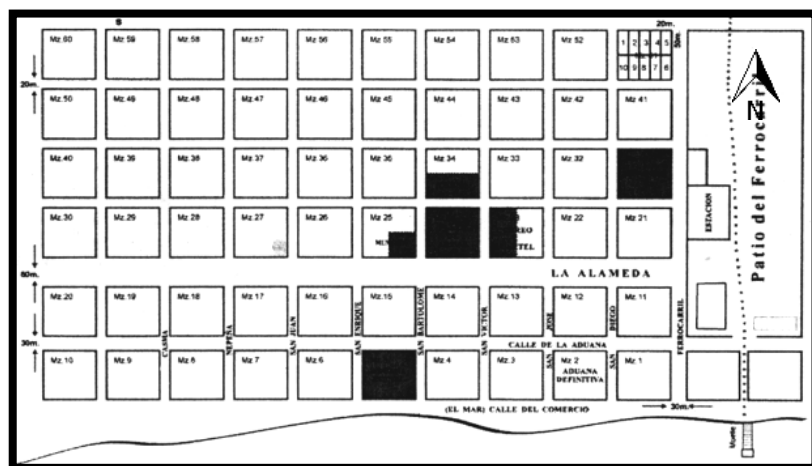 S
20m.
Mz.60 Mz.59 Mz.58 Mz.57 Mz.56 Mz.55 Mz.54 Mz.53 Mz.52
1 2 3 4 5
10 9 8 7 6
50m.
20m.
Mz.50 Mz.49 Mz.48 Mz.47 Mz.46 Mz.45 Mz.44 Mz.43 Mz.42 Mz.41
N
Mz.40 Mz.39 Mz.38 Mz.37 Mz.36 Mz.35 Mz.34 Mz.33 Mz.32
Patio del Ferrocarril
ESTACION
Mz.30 Mz.29 Mz.28 Mz.27 Mz.26 Mz.25 Mz.22 Mz.21
60m.
LA ALAMEDA
Mz.20 Mz.19 Mz.18 Mz.17 Mz.16 Mz.15 Mz.14 Mz.13 Mz.12 Mz.11
CASMA
NEPEÑA
SAN JUAN
SAN ENRIQUE
SAN BARTOLOME
SAN VICTOR
SAN JOSE
SAN DIEGO
FERROCARRIL
30m.
CALLE DE LA ADUANA
Mz.10 Mz.9 Mz.8 Mz.7 Mz.6 Mz.4 Mz.3 Mz 2 Mz.1
ADUANA
DEFINITIVA
(EL MAR) CALLE DEL COMERCIO
30m.
Muelle